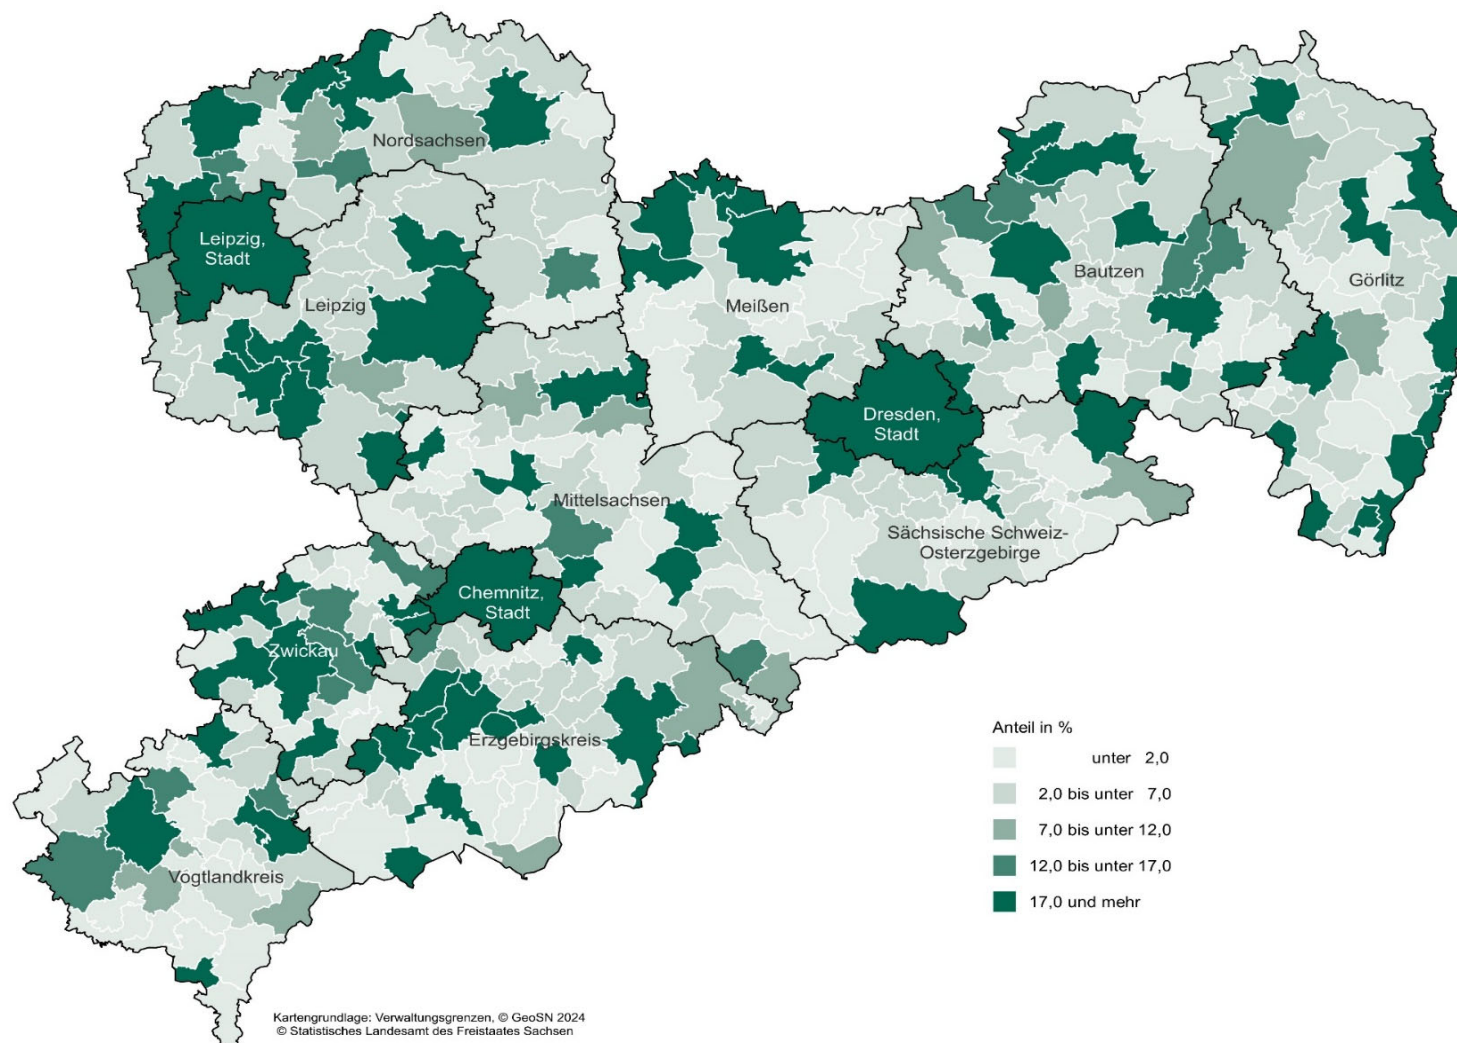 Nordsachsen
Leipzig,
Stadt
Leipzig
Meißen
Bautzen
Görlitz
Dresden,
Stadt
Mittelsachsen
Sächsische Schweiz-
Osterzgebirge
Chemnitz,
Stadt
Zwickau
Erzgebirgskreis
Vogtlandkreis
Anteil in %
unter 2,0
2,0 bis unter 7,0
7,0 bis unter 12,0
12,0 bis unter 17,0
17,0 und mehr
Kartengrundlage: Verwaltungsgrenzen, © GeoSN 2024
© Statistisches Landesamt des Freistaates Sachsen